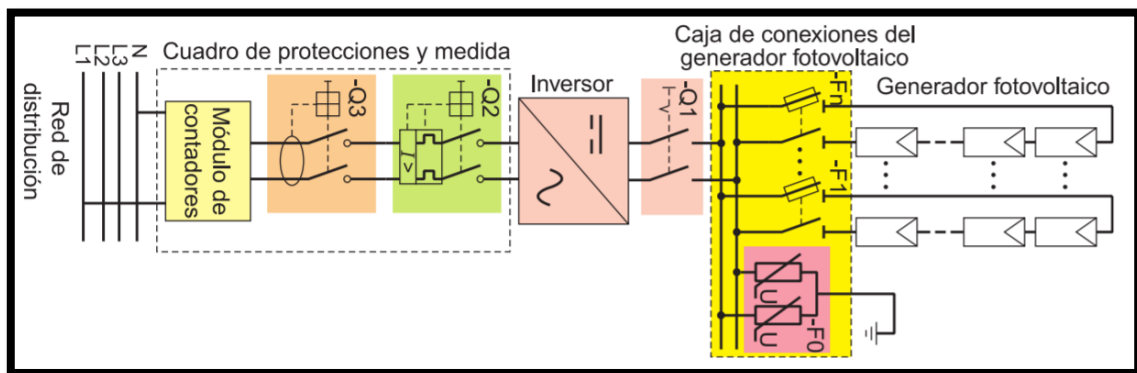 L1
L2
L3
N
Red de
distribución
Cuadro de protecciones y medida
Módulo de
contadores
-Q3
-Q2
I >
Inversor
-Q1
Caja de conexiones del
generador fotovoltaico
-Fn
-F1
U
U
-F0
Generador fotovoltaico